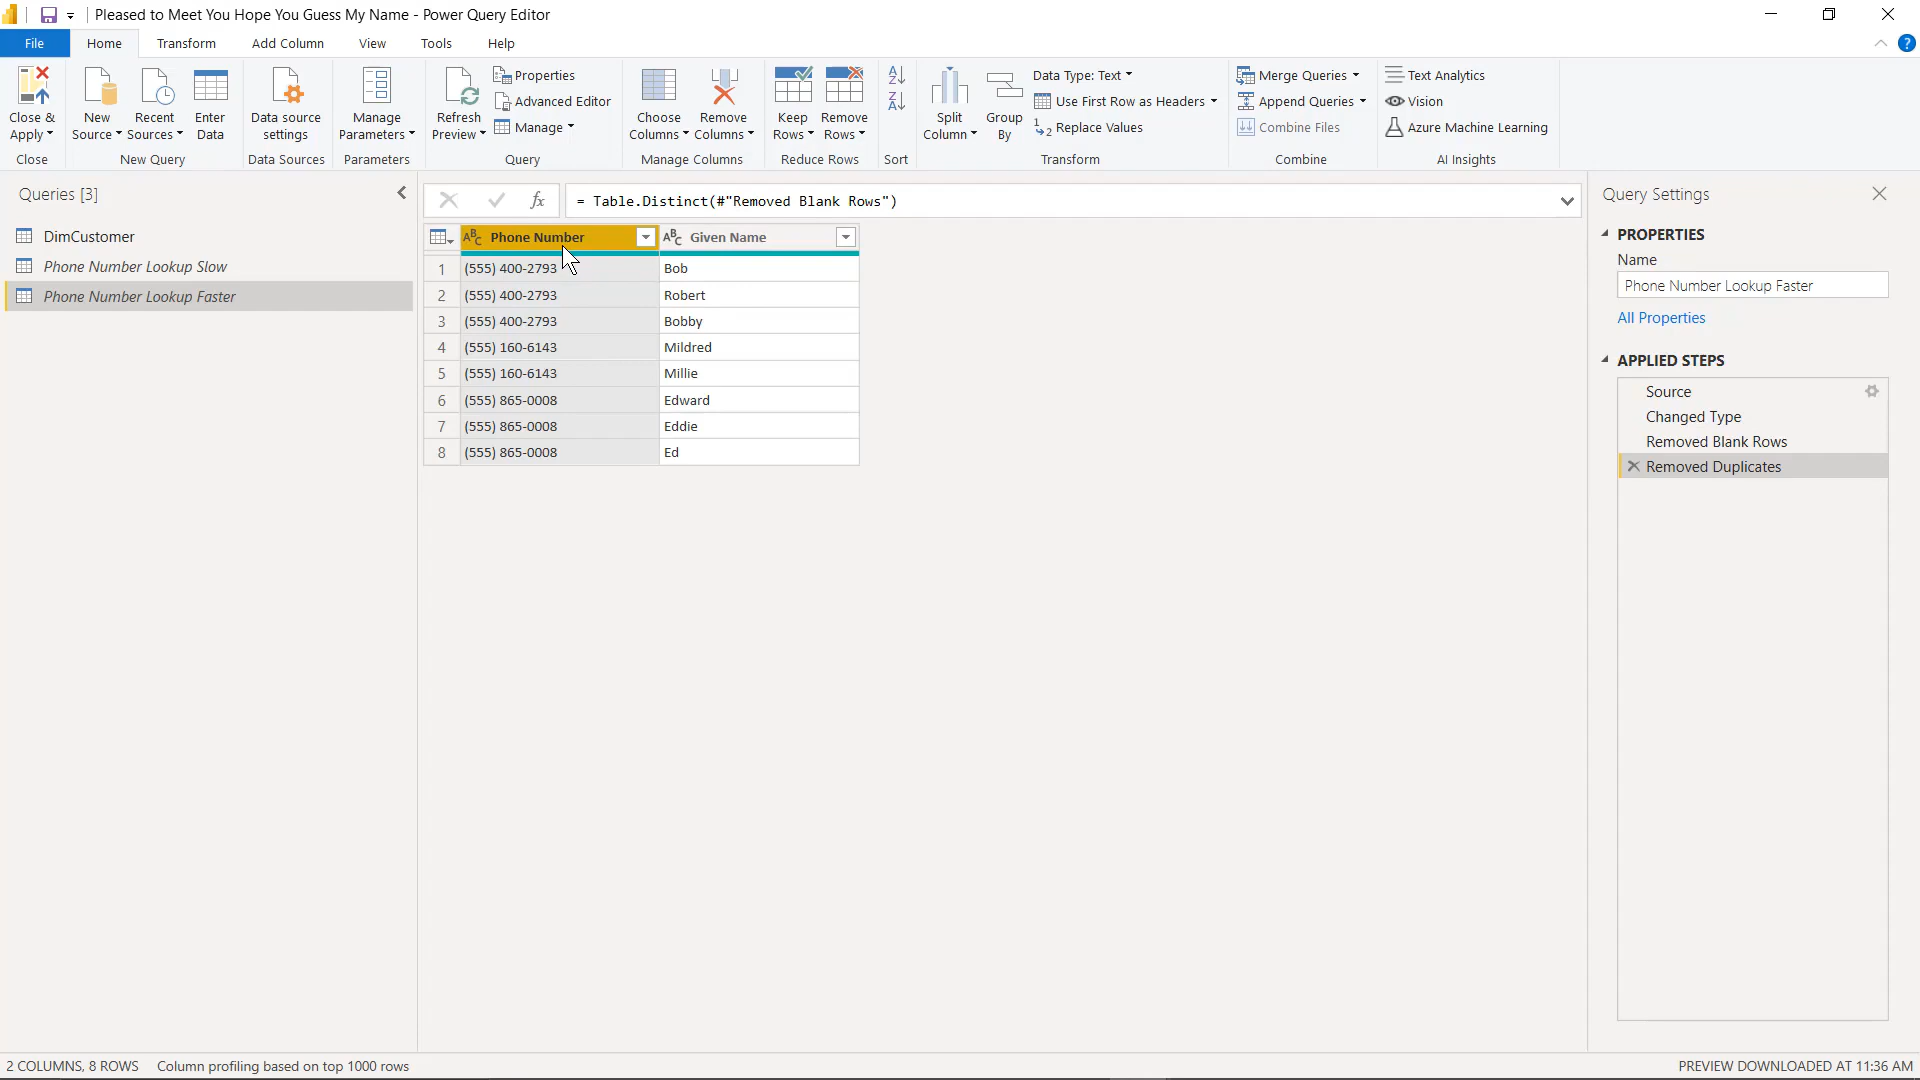 Pleased to Meet You Hope You Guess My Name - Power Query Editor
File Home Transform Add Column View Tools Help
Close & Apply
New Source
Recent Sources
Enter Data
Data source settings
Manage Parameters
Refresh Preview
Properties
Advanced Editor
Manage
Choose Columns
Remove Columns
Keep Rows
Remove Rows
Split Column
Group By
Data Type: Text
Use First Row as Headers
Replace Values
Merge Queries
Append Queries
Combine Files
Text Analytics
Vision
Azure Machine Learning
Close
New Query
Data Sources
Parameters
Query
Manage Columns
Reduce Rows
Sort
Transform
Combine
AI Insights
Queries [3]
DimCustomer
Phone Number Lookup Slow
Phone Number Lookup Faster
fx
= Table.Distinct(#"Removed Blank Rows")
ABC Phone Number ABC Given Name
1 (555) 400-2793 Bob
2 (555) 400-2793 Robert
3 (555) 400-2793 Bobby
4 (555) 160-6143 Mildred
5 (555) 160-6143 Millie
6 (555) 865-0008 Edward
7 (555) 865-0008 Eddie
8 (555) 865-0008 Ed
Query Settings
PROPERTIES
Name
Phone Number Lookup Faster
All Properties
APPLIED STEPS
Source
Changed Type
Removed Blank Rows
Removed Duplicates
2 COLUMNS, 8 ROWS Column profiling based on top 1000 rows
PREVIEW DOWNLOADED AT 11:36 AM